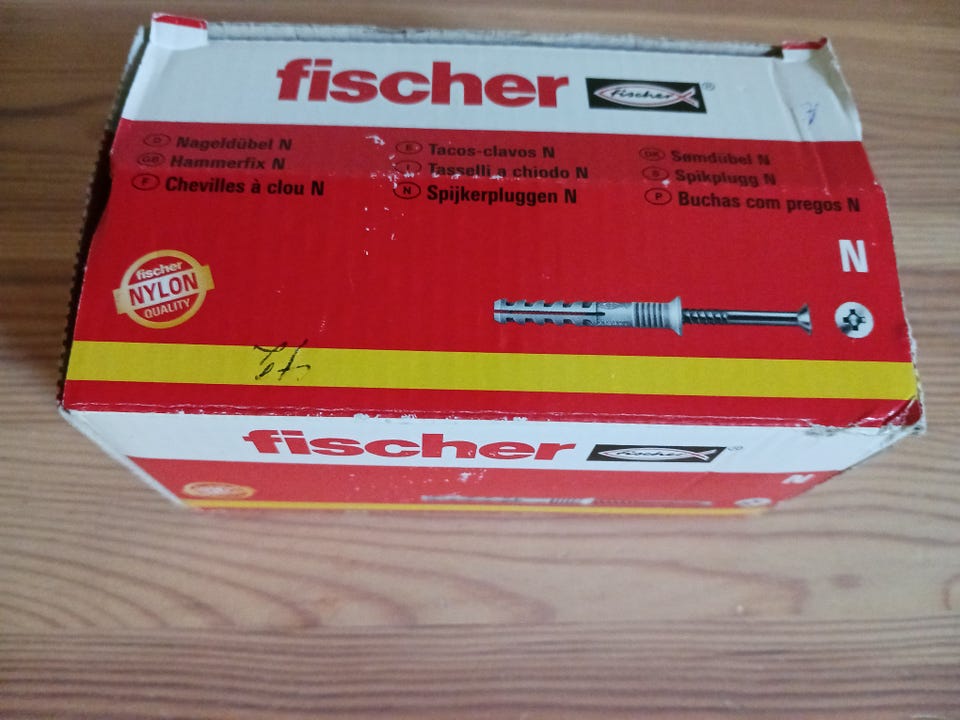 fischer fischer ®
D Nageldübel N
GB Hammerfix N
F Chevilles à clou N
E Tacos-clavos N
I Tasselli a chiodo N
N Spijkerpluggen N
DK Sømdübel N
S Spikplugg N
P Buchas com pregos N
N
fischer
NYLON
QUALITY
fischer fischer ®
N